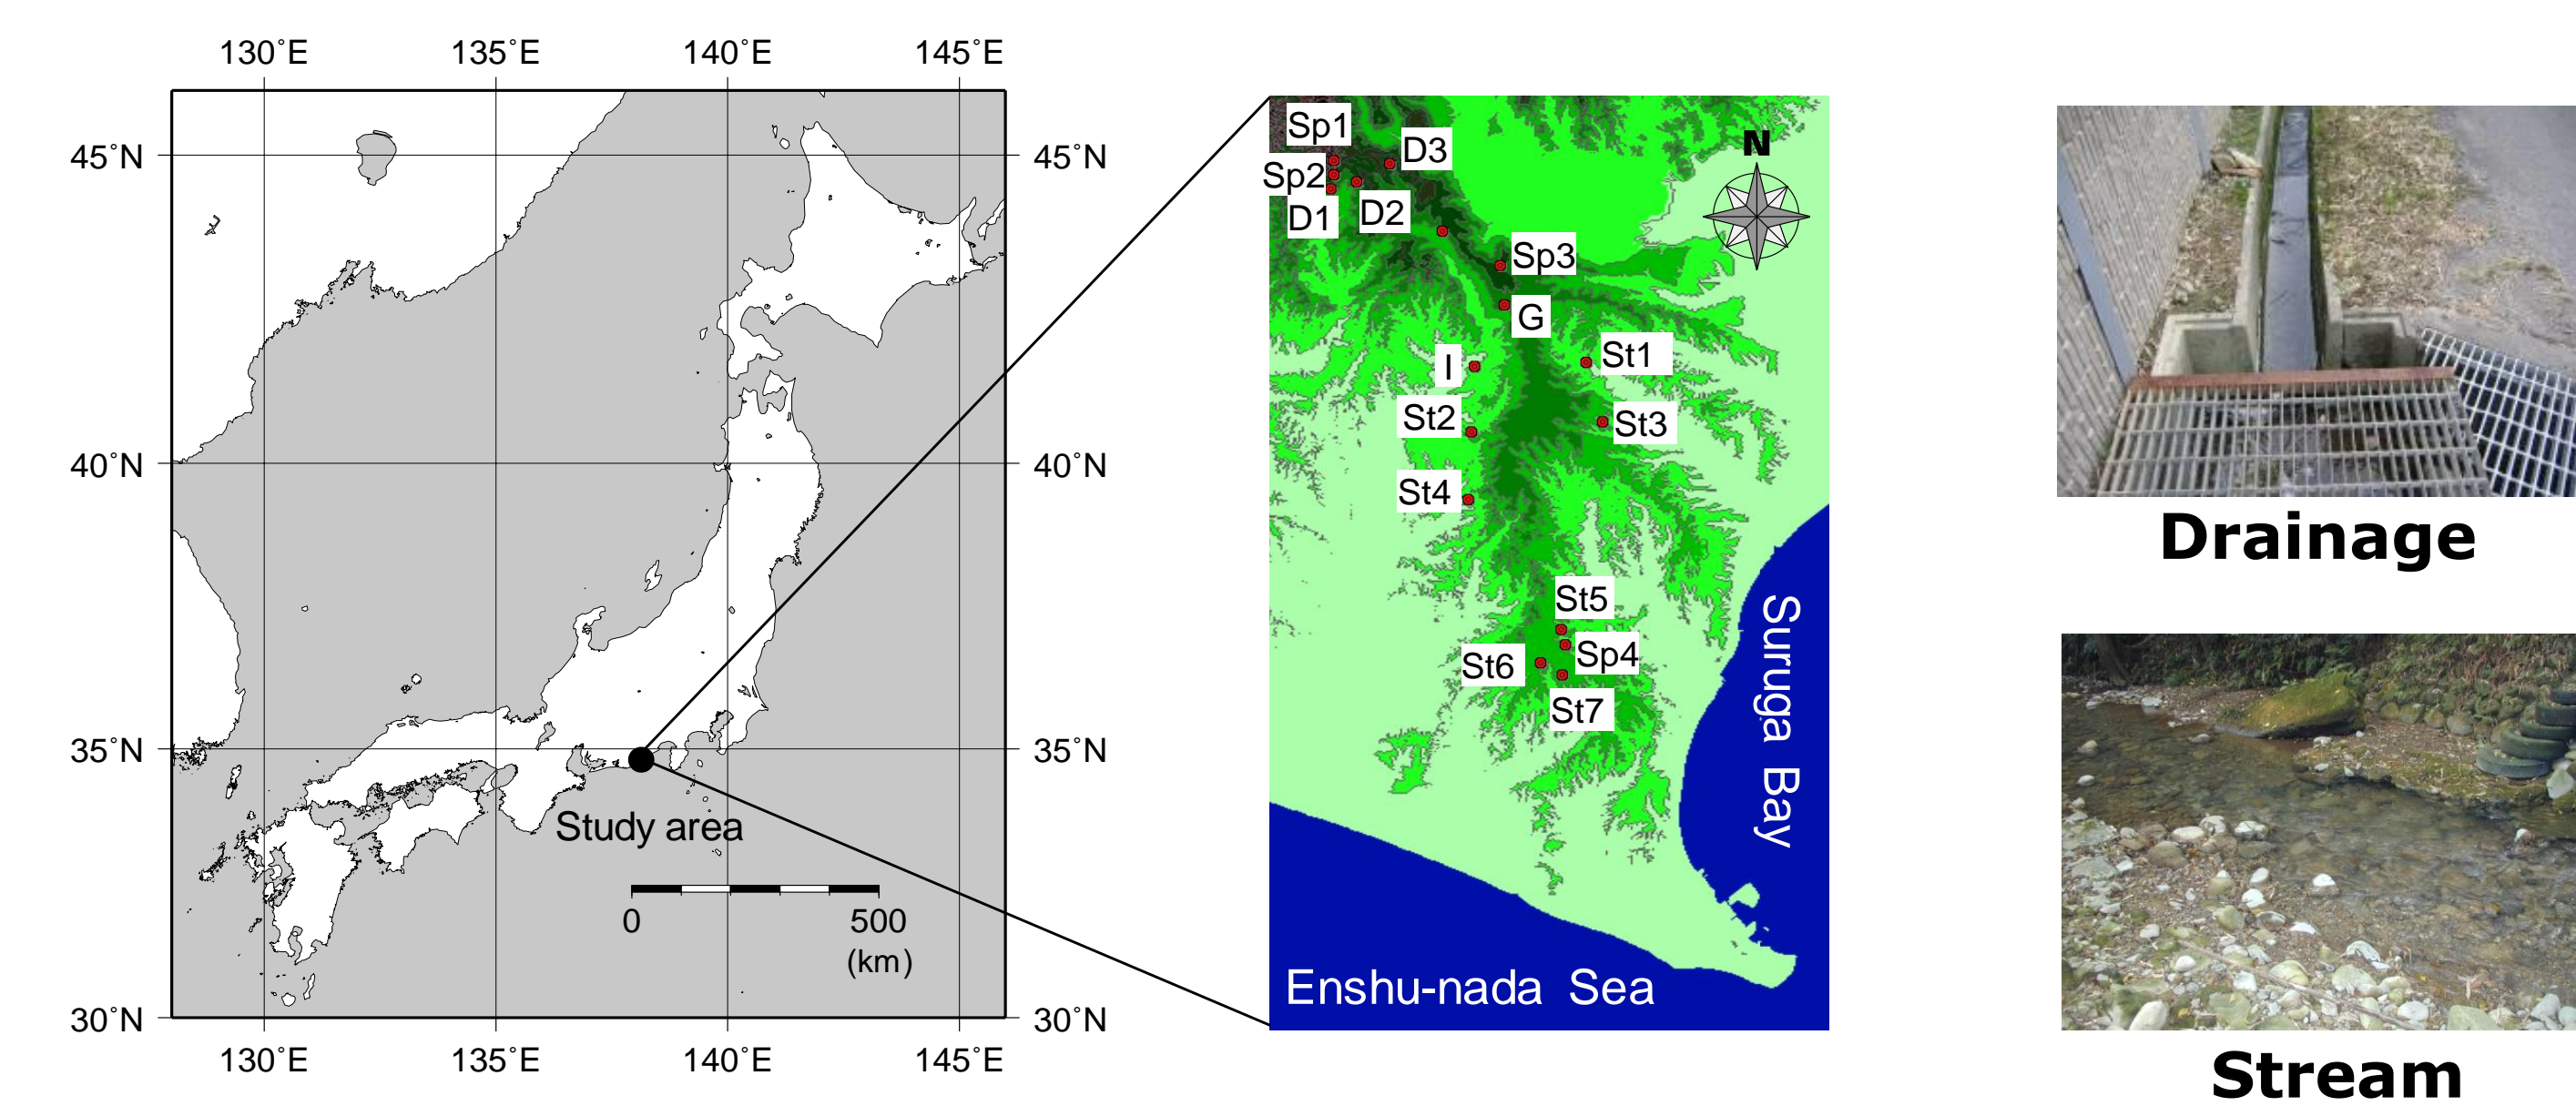 130°E 135°E 140°E 145°E
45°N 45°N
40°N 40°N
35°N 35°N
30°N 30°N
130°E 135°E 140°E 145°E
Study area
0 500
(km)
N
Sp1
D3
Sp2
D1
D2
Sp3
G
I
St1
St2
St3
St4
St5
Sp4
St6
St7
Suruga Bay
Enshu-nada Sea
Drainage
Stream